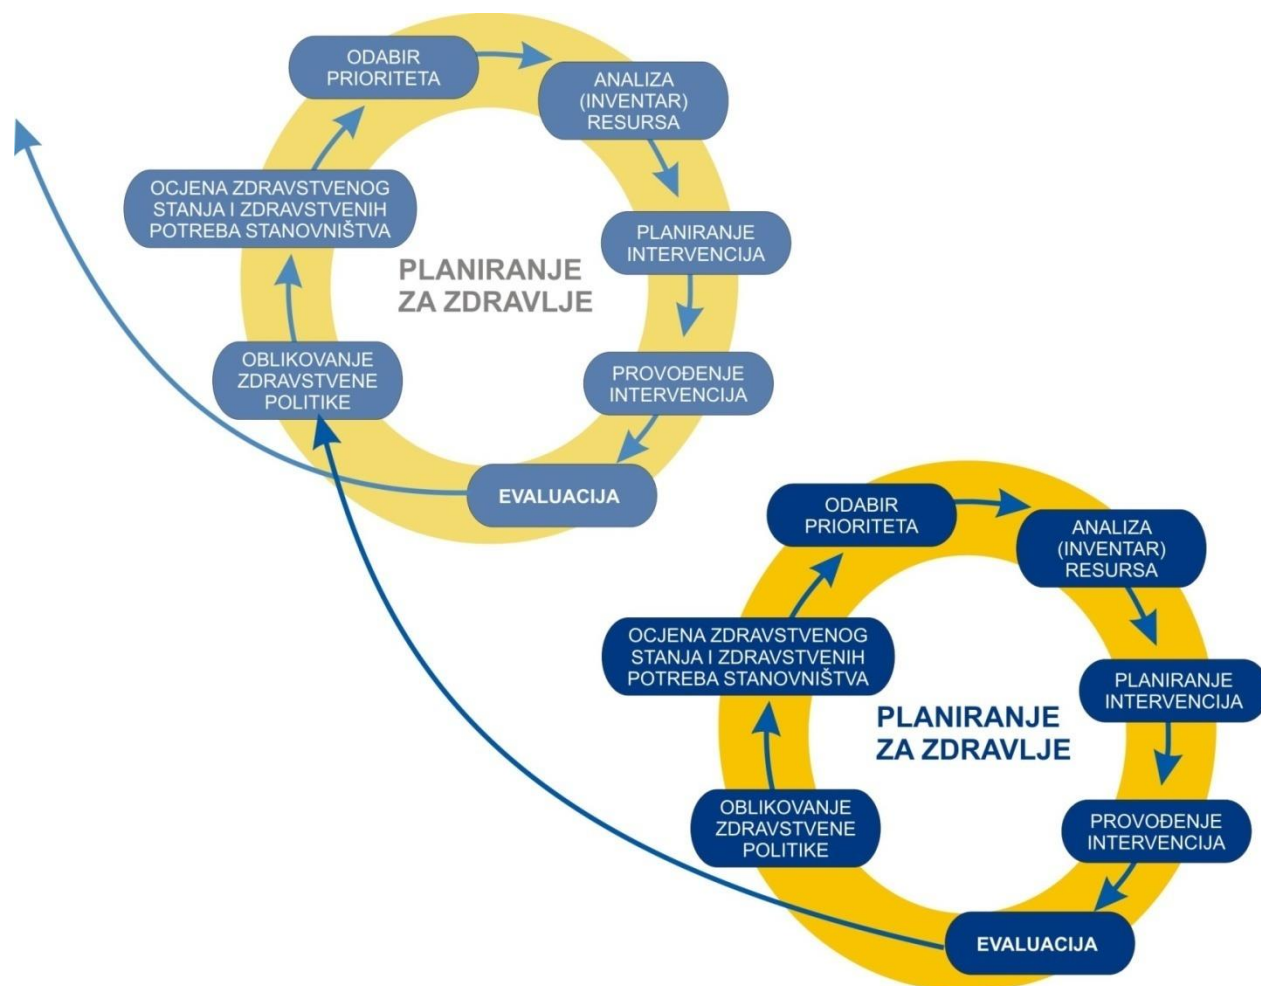 ODABIR
PRIORITETA
ANALIZA
(INVENTAR)
RESURSA
OCJENA ZDRAVSTVENOG
STANJA I ZDRAVSTVENIH
POTREBA STANOVNIŠTVA
PLANIRANJE
INTERVENCIJA
PLANIRANJE
ZA ZDRAVLJE
OBLIKOVANJE
ZDRAVSTVENE
POLITIKE
PROVOĐENJE
INTERVENCIJA
EVALUACIJA
ODABIR
PRIORITETA
ANALIZA
(INVENTAR)
RESURSA
OCJENA ZDRAVSTVENOG
STANJA I ZDRAVSTVENIH
POTREBA STANOVNIŠTVA
PLANIRANJE
INTERVENCIJA
PLANIRANJE
ZA ZDRAVLJE
OBLIKOVANJE
ZDRAVSTVENE
POLITIKE
PROVOĐENJE
INTERVENCIJA
EVALUACIJA